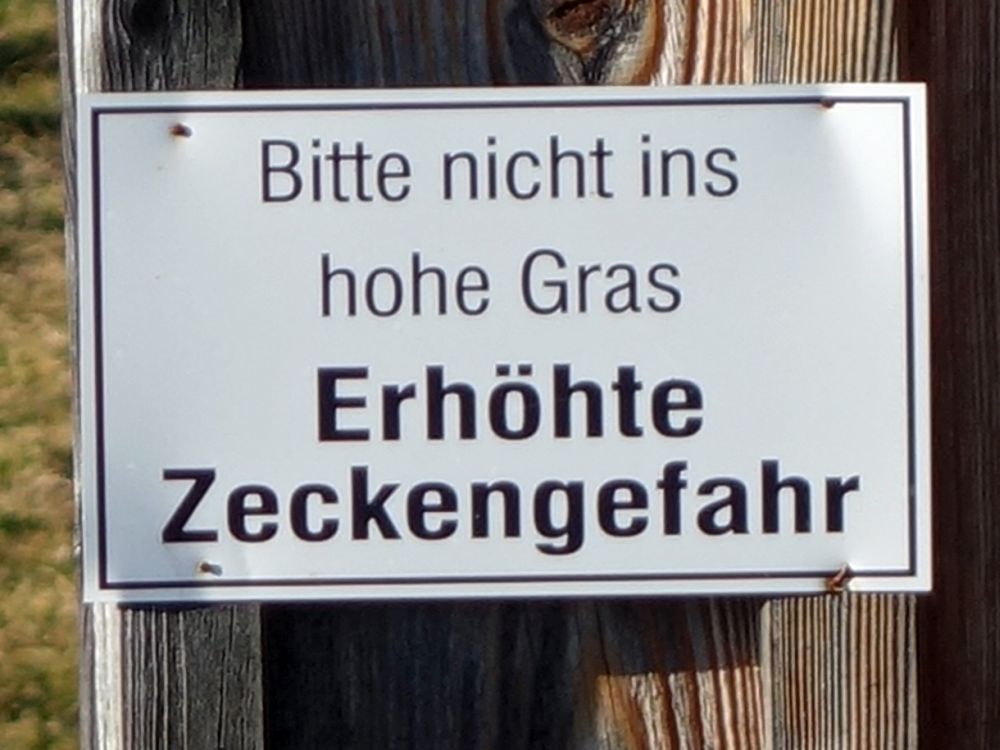 Bitte nicht ins
hohe Gras
Erhöhte
Zeckengefahr